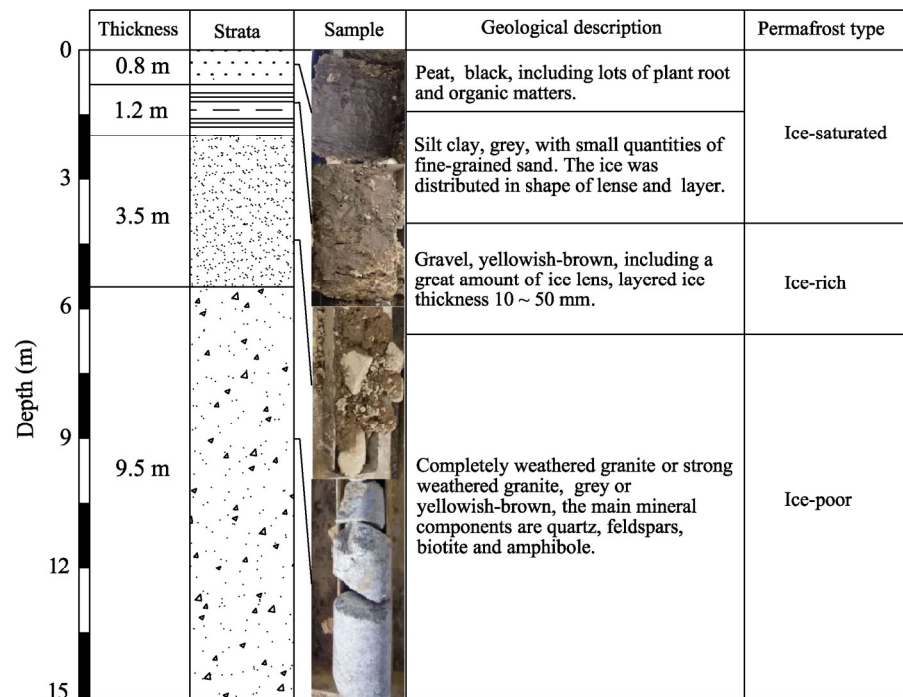 Thickness
Strata
Sample
Geological description
Permafrost type
Depth (m)
0
3
6
9
12
15
0.8 m
1.2 m
3.5 m
9.5 m
Peat, black, including lots of plant root
and organic matters.
Silt clay, grey, with small quantities of
fine-grained sand. The ice was
distributed in shape of lense and layer.
Gravel, yellowish-brown, including a
great amount of ice lens, layered ice
thickness 10 ~ 50 mm.
Completely weathered granite or strong
weathered granite, grey or
yellowish-brown, the main mineral
components are quartz, feldspars,
biotite and amphibole.
Ice-saturated
Ice-rich
Ice-poor